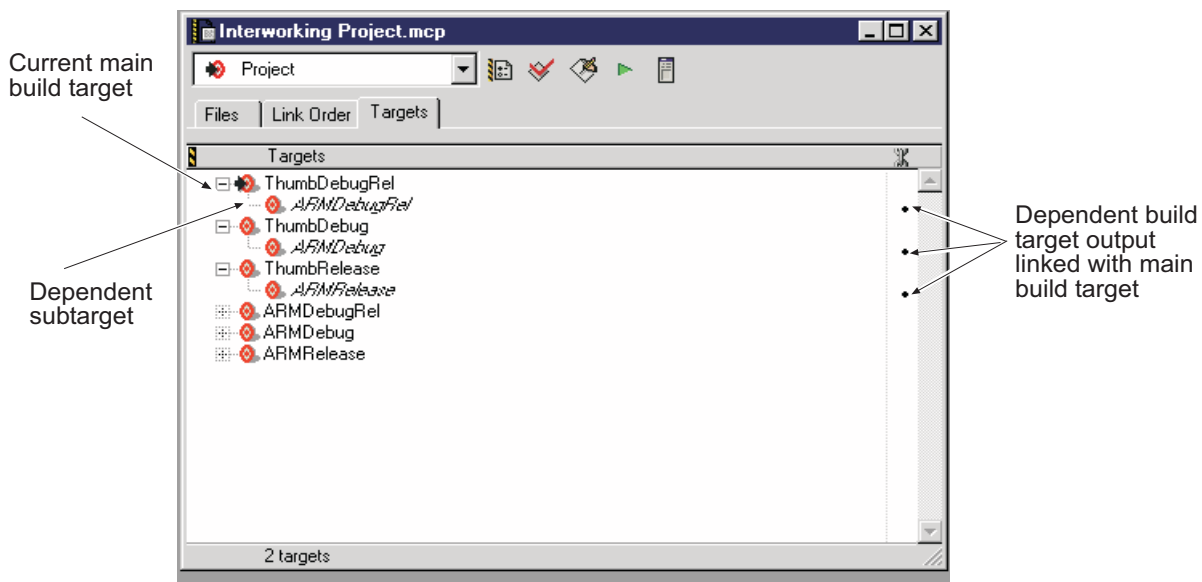 Interworking Project.mcp
Current main
build target
Project
Files
Link Order
Targets
Targets
ThumbDebugRel
ARMDebugRel
ThumbDebug
ARMDebug
ThumbRelease
ARMRelease
ARMDebugRel
ARMDebug
ARMRelease
Dependent
subtarget
Dependent build
target output
linked with main
build target
2 targets